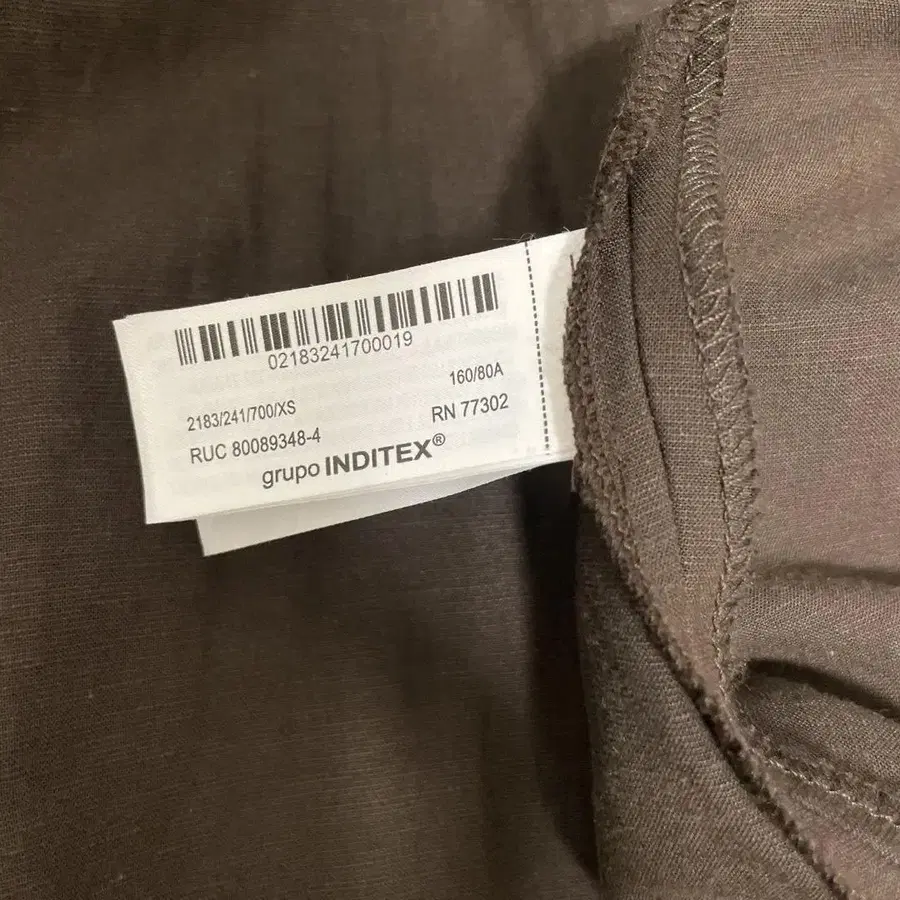 02183241700019
160/80A
2183/241/700/XS
RN 77302
RUC 80089348-4
grupo INDITEX®